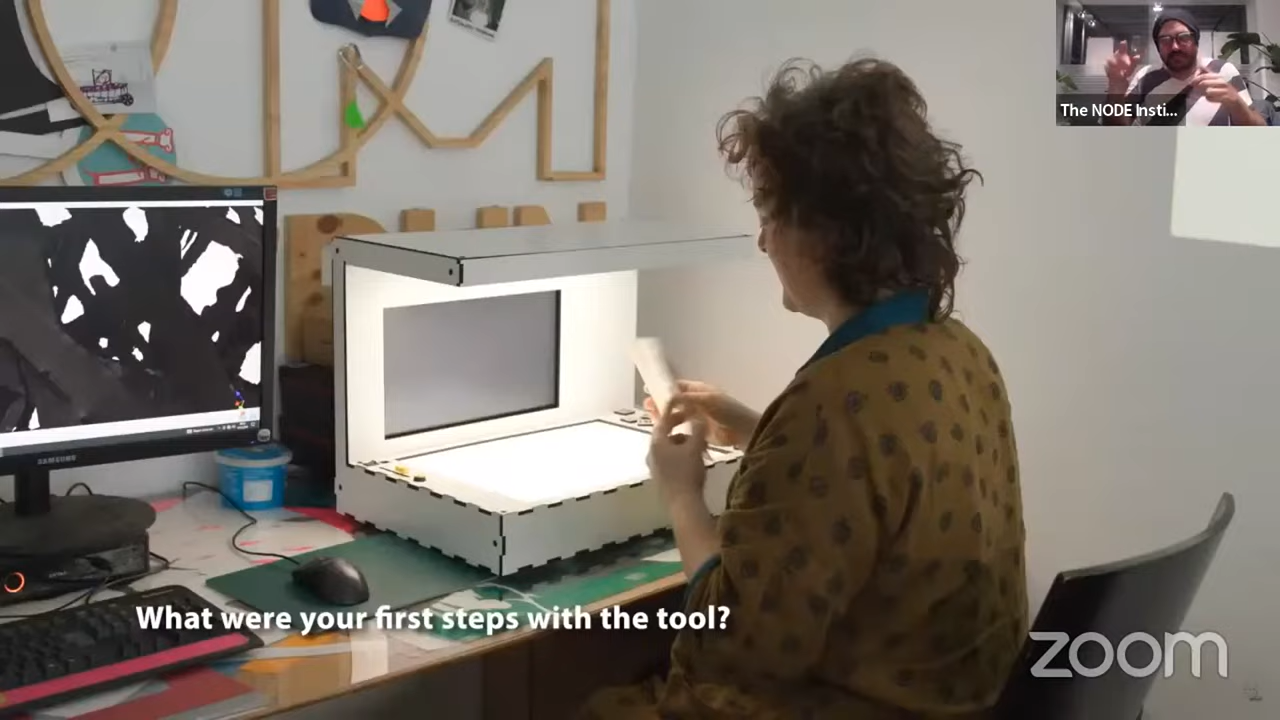 The NODE Insti...
SAMSUNG
What were your first steps with the tool?
zoom